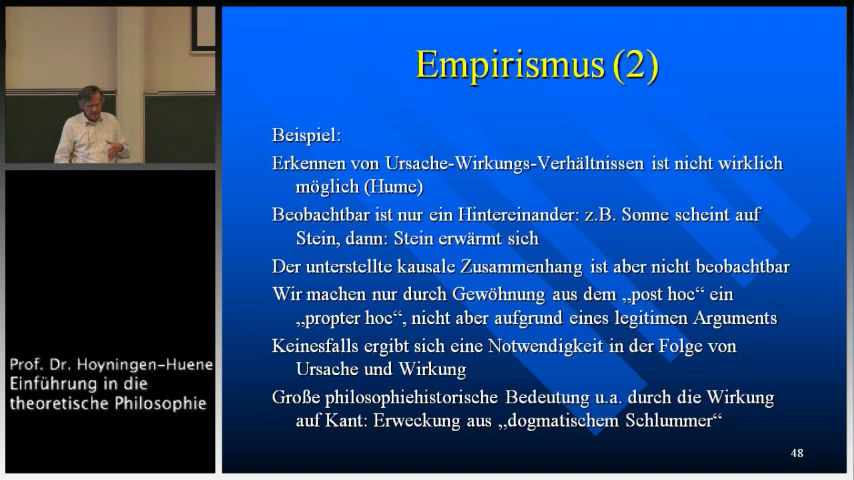 Empirismus (2)
Beispiel:
Erkennen von Ursache-Wirkungs-Verhältnissen ist nicht wirklich
möglich (Hume)
Beobachtbar ist nur ein Hintereinander: z.B. Sonne scheint auf
Stein, dann: Stein erwärmt sich
Der unterstellte kausale Zusammenhang ist aber nicht beobachtbar
Wir machen nur durch Gewöhnung aus dem „post hoc“ ein
„propter hoc“, nicht aber aufgrund eines legitimen Arguments
Keinesfalls ergibt sich eine Notwendigkeit in der Folge von
Ursache und Wirkung
Große philosophiehistorische Bedeutung u.a. durch die Wirkung
auf Kant: Erweckung aus „dogmatischem Schlummer“
48
Prof. Dr. Hoyningen-Huene
Einführung in die
theoretische Philosophie